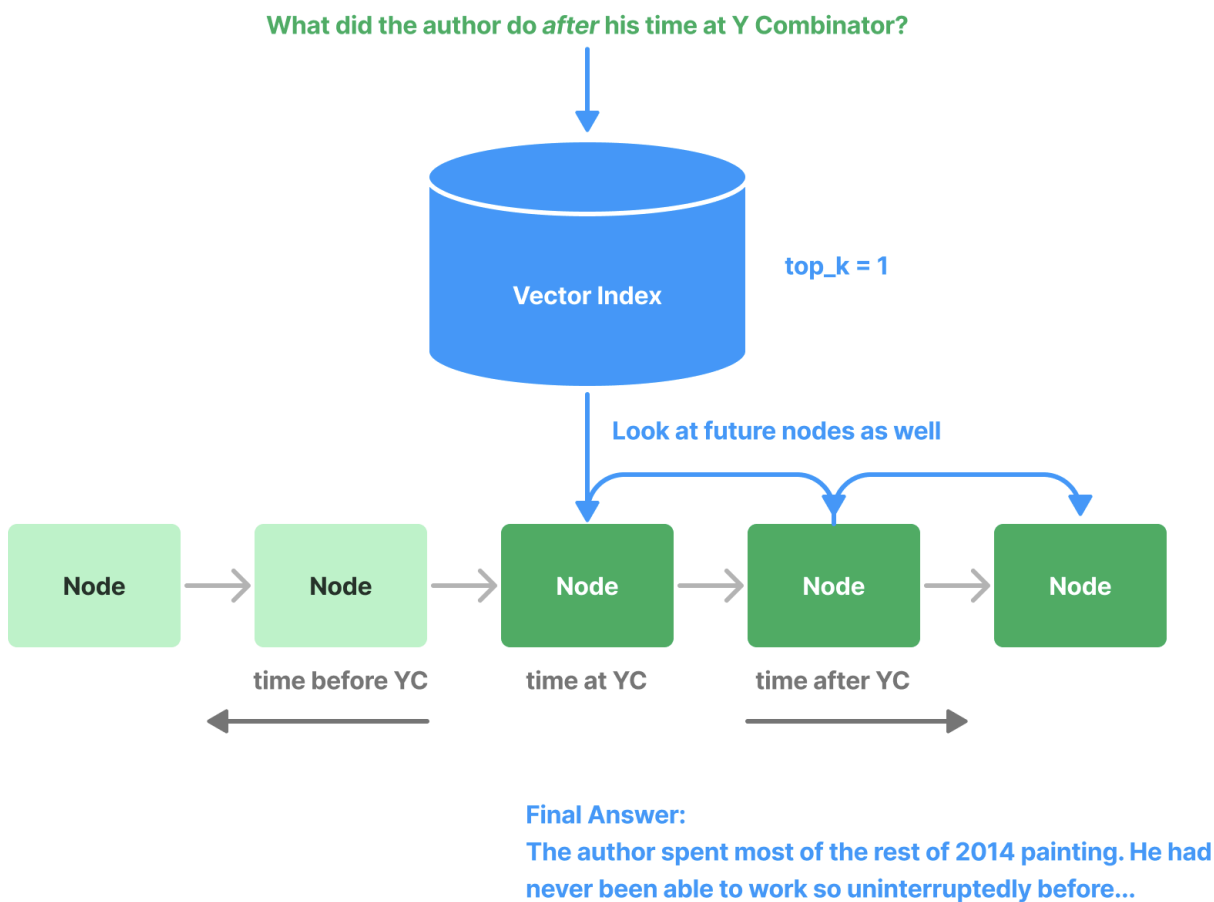 What did the author do after his time at Y Combinator?
Vector Index
top_k = 1
Look at future nodes as well
Node
Node
Node
Node
Node
time before YC
time at YC
time after YC
Final Answer:
The author spent most of the rest of 2014 painting. He had
never been able to work so uninterruptedly before...